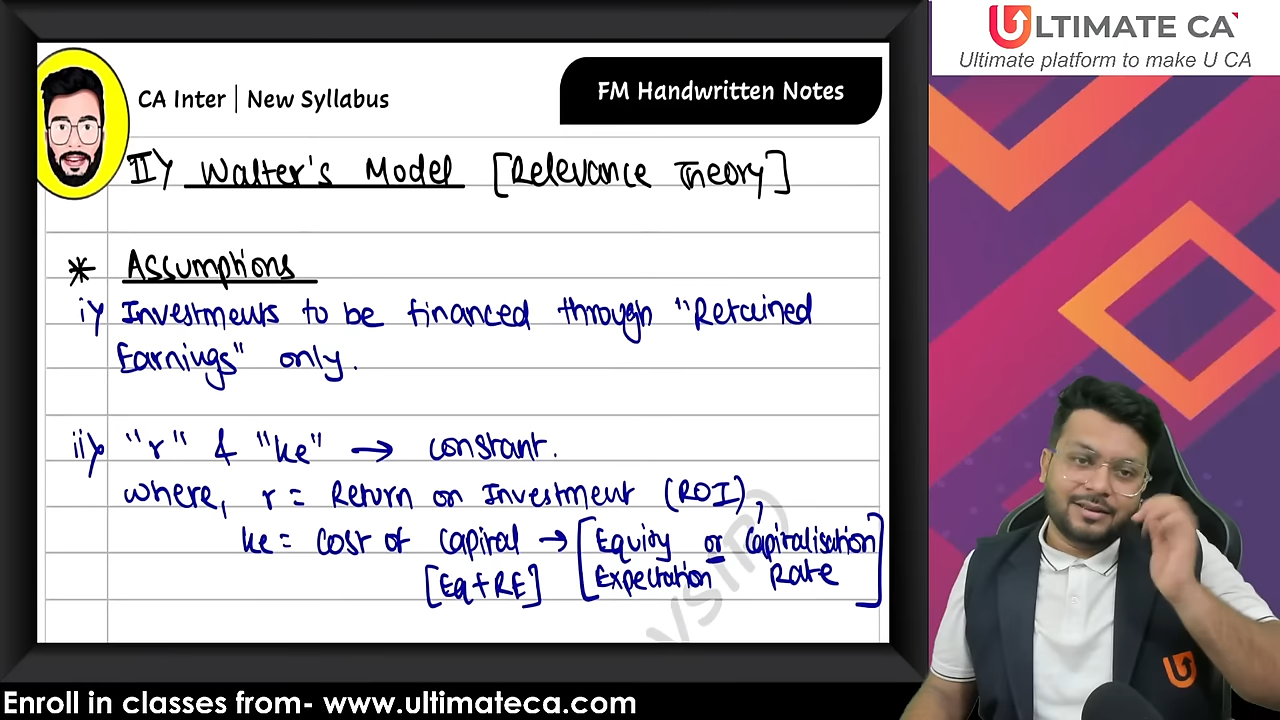 ULTIMATE CA
Ultimate platform to make U CA
CA Inter | New Syllabus
FM Handwritten Notes
II) Walter's Model [Relevance Theory]
* Assumptions
i) Investments to be financed through "Retained
Earnings" only.
ii) "r" & "ke" → constant.
where, r = Return on Investment (ROI),
ke = Cost of Capital → [Equity or Capitalisation
[Eq + RE] Expectation Rate]
Enroll in classes from- www.ultimateca.com